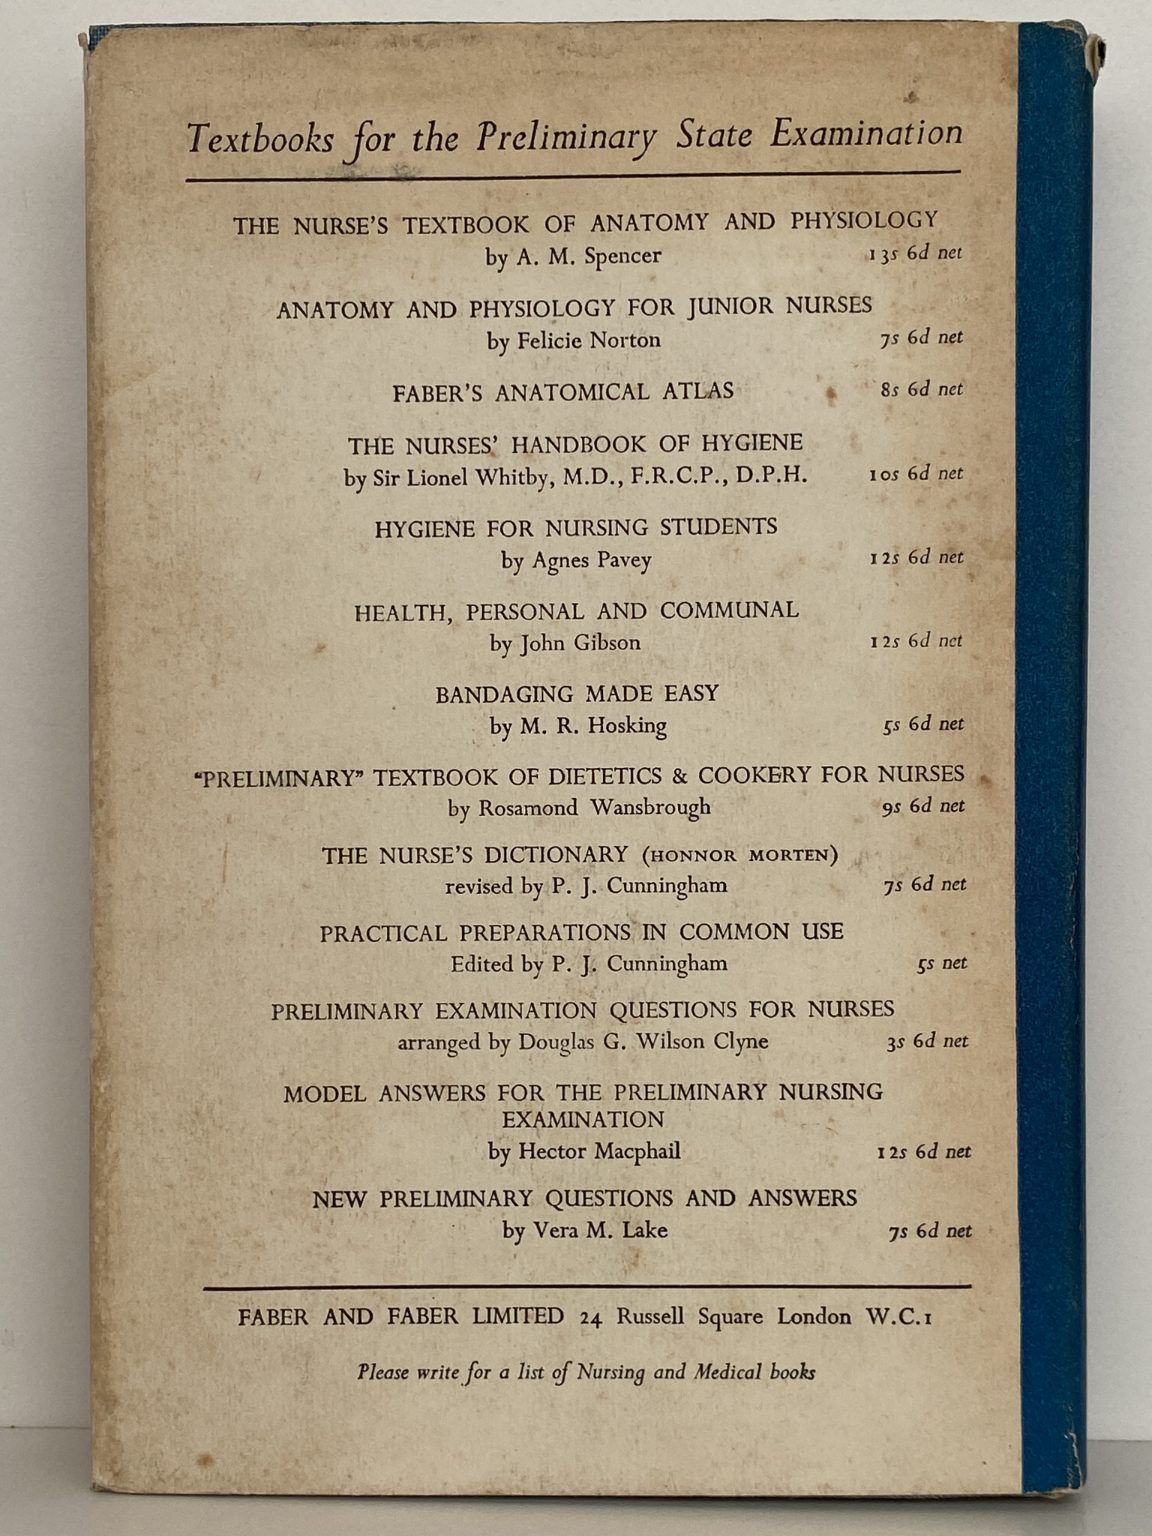 Textbooks for the Preliminary State Examination
THE NURSE'S TEXTBOOK OF ANATOMY AND PHYSIOLOGY
by A. M. Spencer 13s 6d net
ANATOMY AND PHYSIOLOGY FOR JUNIOR NURSES
by Felicie Norton 7s 6d net
FABER'S ANATOMICAL ATLAS 8s 6d net
THE NURSES' HANDBOOK OF HYGIENE
by Sir Lionel Whitby, M.D., F.R.C.P., D.P.H. 10s 6d net
HYGIENE FOR NURSING STUDENTS
by Agnes Pavey 12s 6d net
HEALTH, PERSONAL AND COMMUNAL
by John Gibson 12s 6d net
BANDAGING MADE EASY
by M. R. Hosking 5s 6d net
"PRELIMINARY" TEXTBOOK OF DIETETICS & COOKERY FOR NURSES
by Rosamond Wansbrough 9s 6d net
THE NURSE'S DICTIONARY (HONNOR MORTEN)
revised by P. J. Cunningham 7s 6d net
PRACTICAL PREPARATIONS IN COMMON USE
Edited by P. J. Cunningham 5s net
PRELIMINARY EXAMINATION QUESTIONS FOR NURSES
arranged by Douglas G. Wilson Clyne 3s 6d net
MODEL ANSWERS FOR THE PRELIMINARY NURSING
EXAMINATION
by Hector Macphail 12s 6d net
NEW PRELIMINARY QUESTIONS AND ANSWERS
by Vera M. Lake 7s 6d net
FABER AND FABER LIMITED 24 Russell Square London W.C.1
Please write for a list of Nursing and Medical books